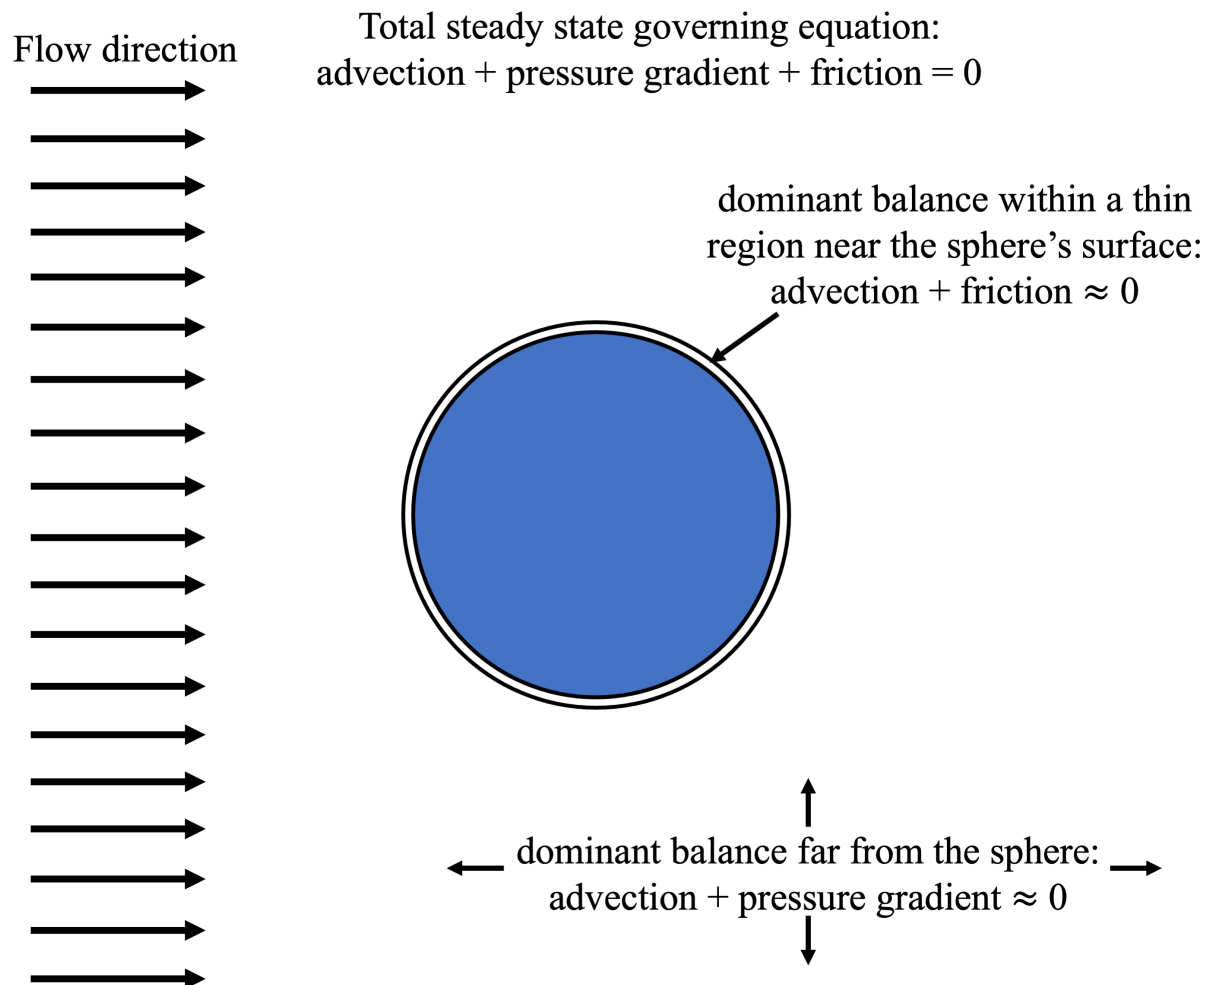 Flow direction
Total steady state governing equation:
advection + pressure gradient + friction = 0
dominant balance within a thin
region near the sphere’s surface:
advection + friction ≈ 0
dominant balance far from the sphere:
advection + pressure gradient ≈ 0